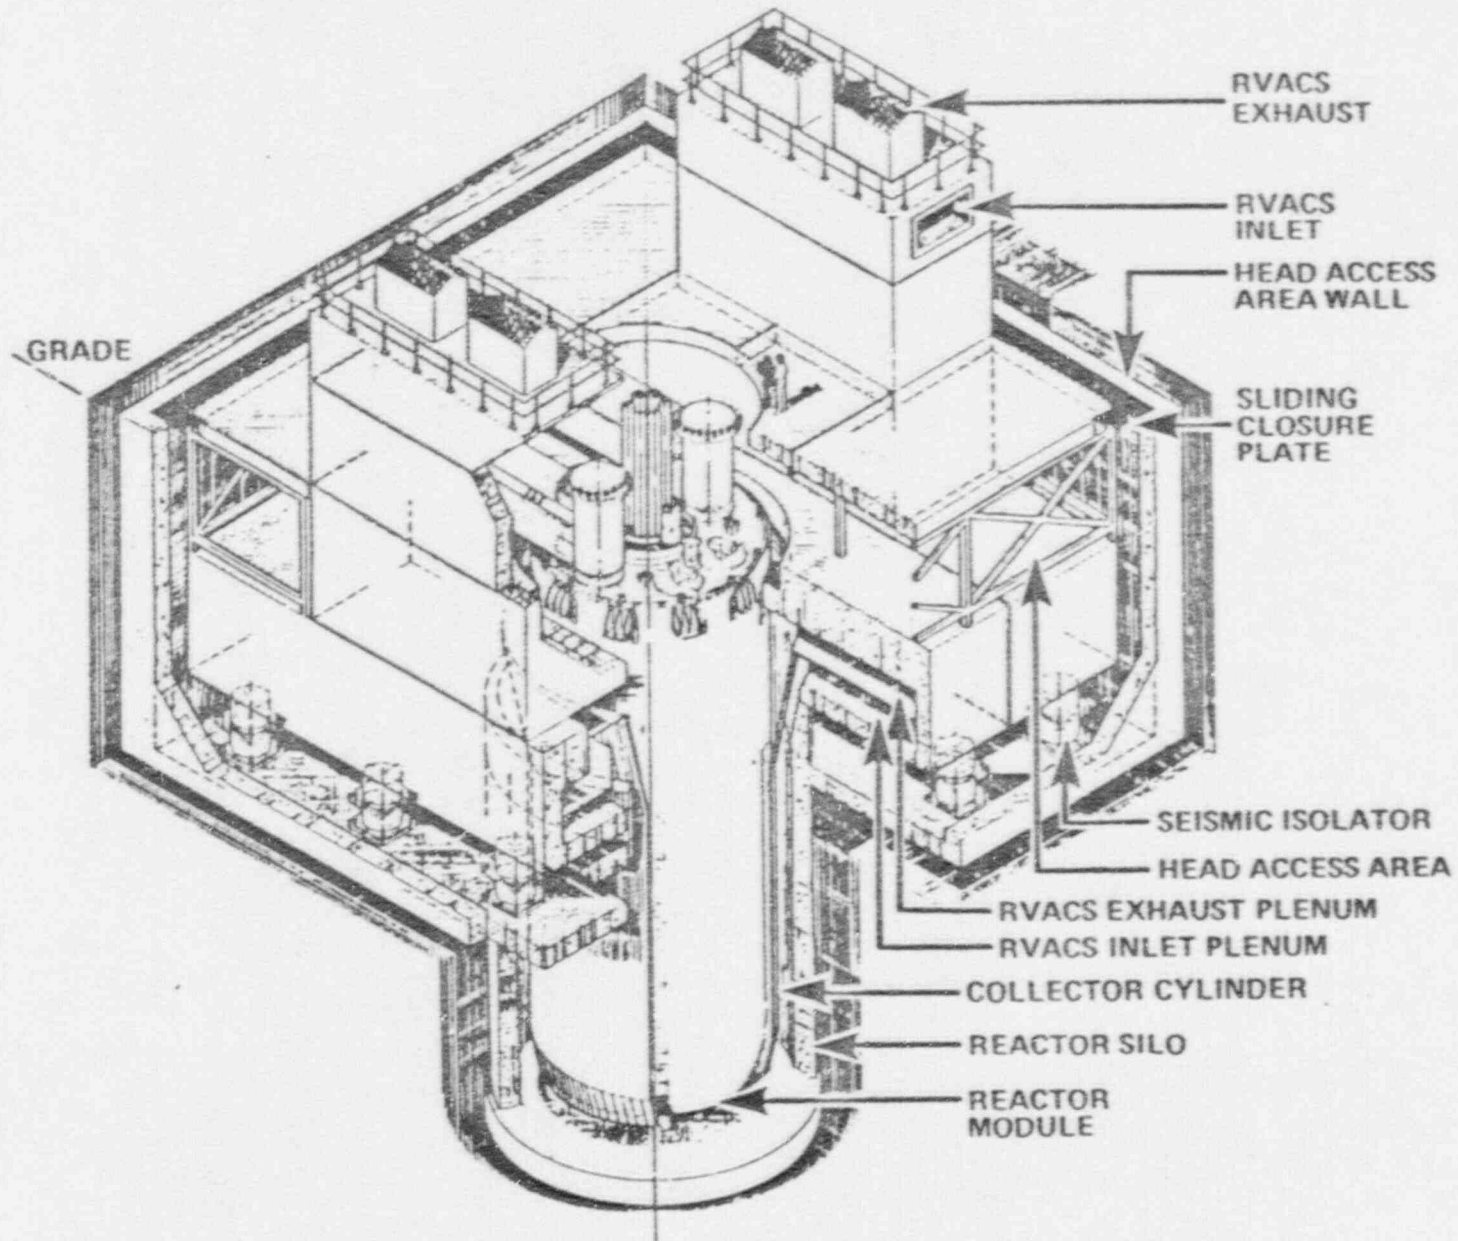 RVACS
EXHAUST
RVACS
INLET
HEAD ACCESS
AREA WALL
GRADE
SLIDING
CLOSURE
PLATE
SEISMIC ISOLATOR
HEAD ACCESS AREA
RVACS EXHAUST PLENUM
RVACS INLET PLENUM
COLLECTOR CYLINDER
REACTOR SILO
REACTOR
MODULE